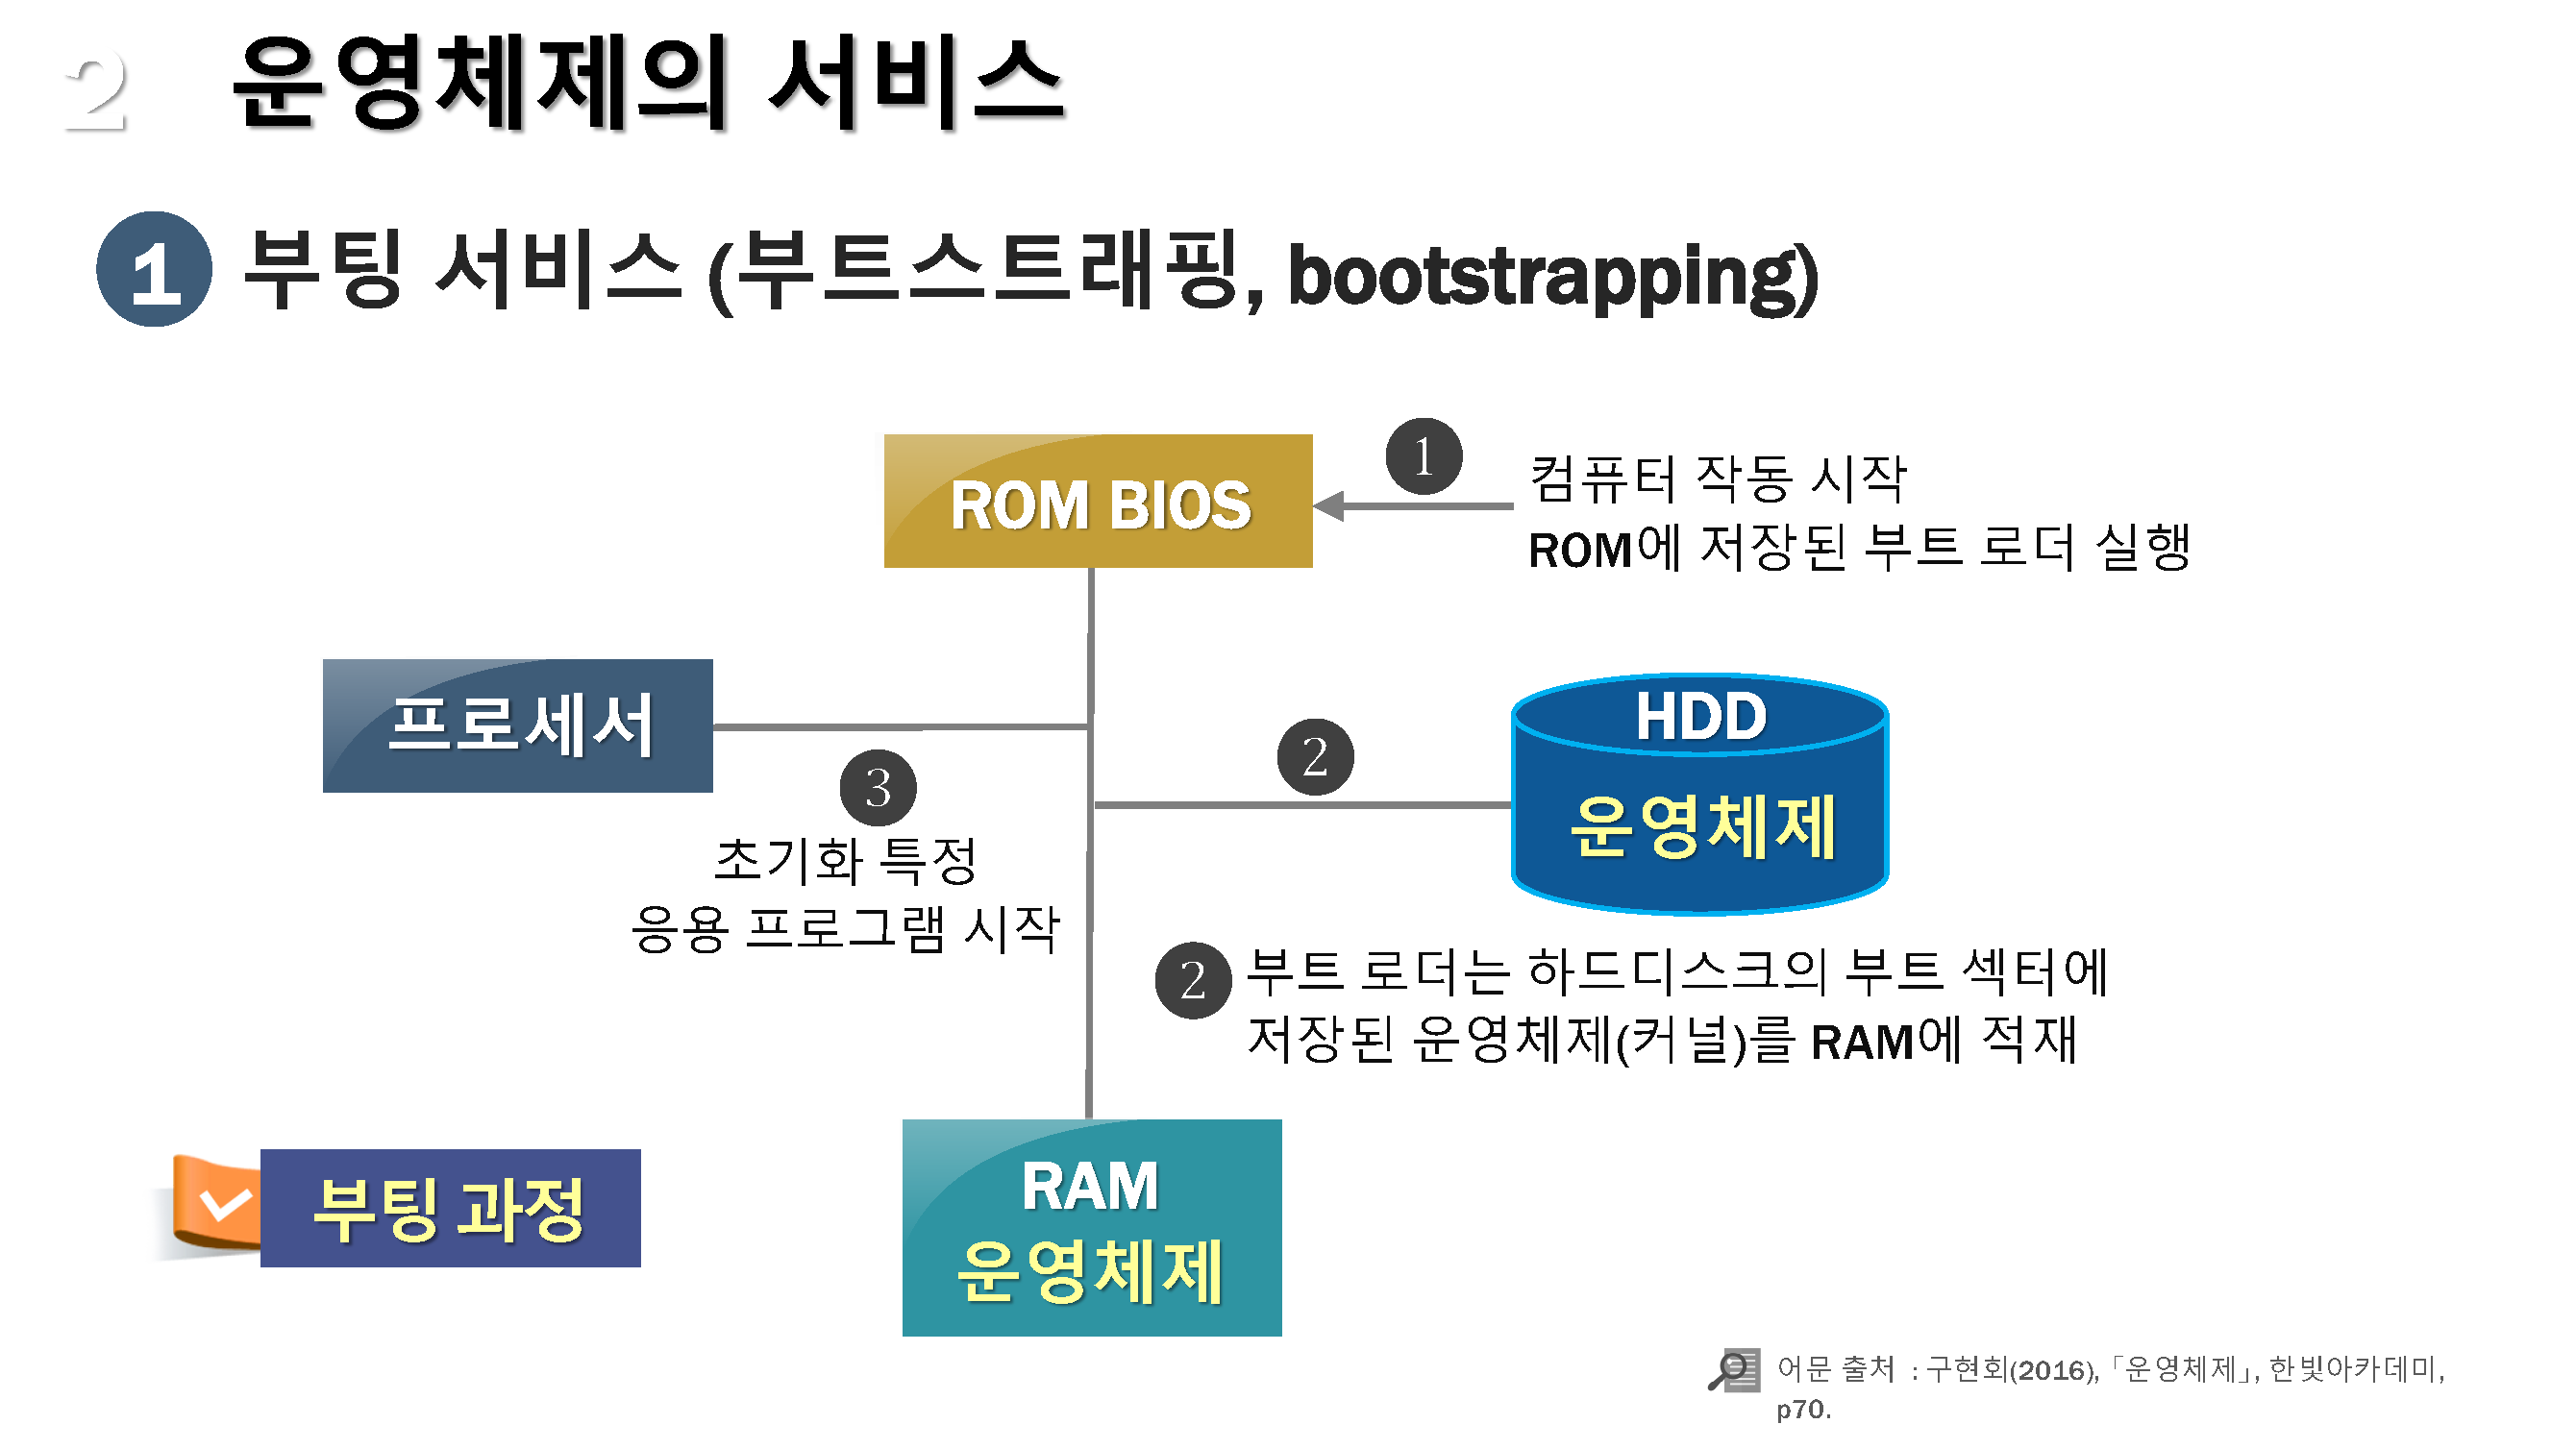 2 운영체제의 서비스
1 부팅 서비스 (부트스트래핑, bootstrapping)
ROM BIOS
1
컴퓨터 작동 시작
ROM에 저장된 부트 로더 실행
프로세서
HDD
운영체제
2
3
초기화 특정
응용 프로그램 시작
2 부트 로더는 하드디스크의 부트 섹터에
저장된 운영체제(커널)를 RAM에 적재
부팅 과정
RAM
운영체제
어문 출처 : 구현회(2016), 「운영체제」, 한빛아카데미,
p70.